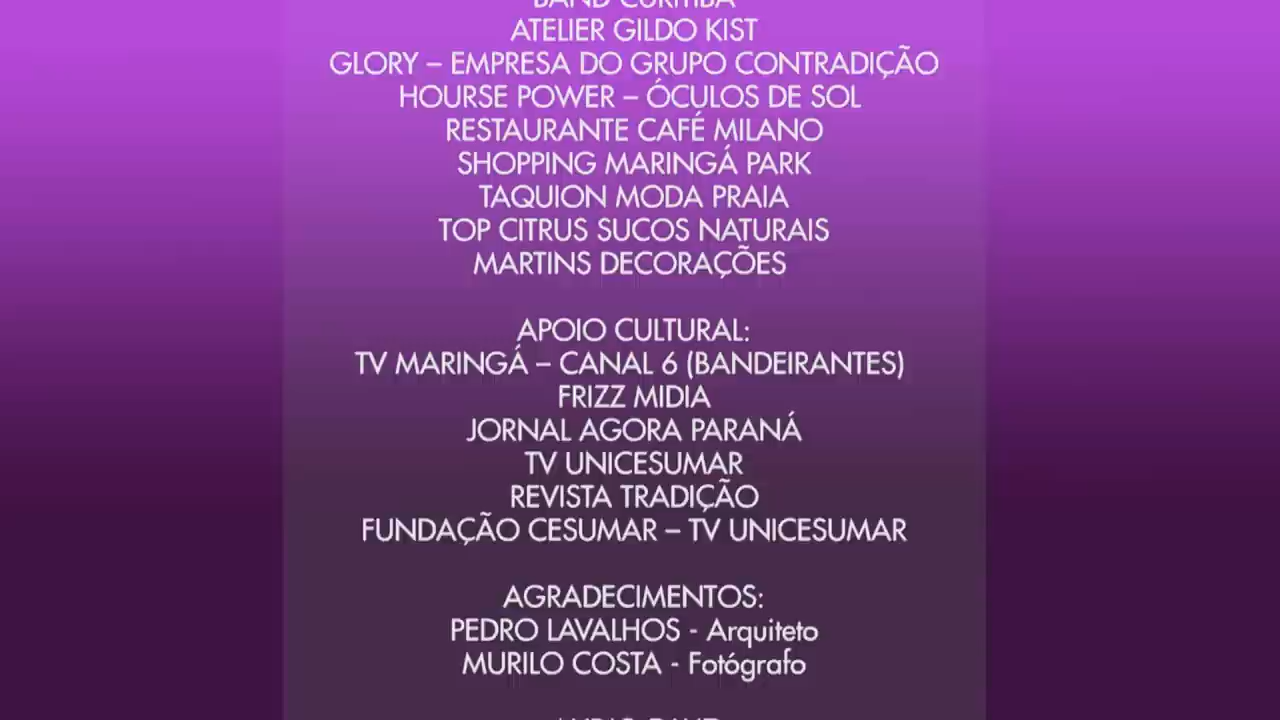 BAND CURITIBA
ATELIER GILDO KIST
GLORY – EMPRESA DO GRUPO CONTRADIÇÃO
HOURSE POWER – ÓCULOS DE SOL
RESTAURANTE CAFÉ MILANO
SHOPPING MARINGÁ PARK
TAQUION MODA PRAIA
TOP CITRUS SUCOS NATURAIS
MARTINS DECORAÇÕES
APOIO CULTURAL:
TV MARINGÁ – CANAL 6 (BANDEIRANTES)
FRIZZ MIDIA
JORNAL AGORA PARANÁ
TV UNICESUMAR
REVISTA TRADIÇÃO
FUNDAÇÃO CESUMAR – TV UNICESUMAR
AGRADECIMENTOS:
PEDRO LAVALHOS - Arquiteto
MURILO COSTA - Fotógrafo